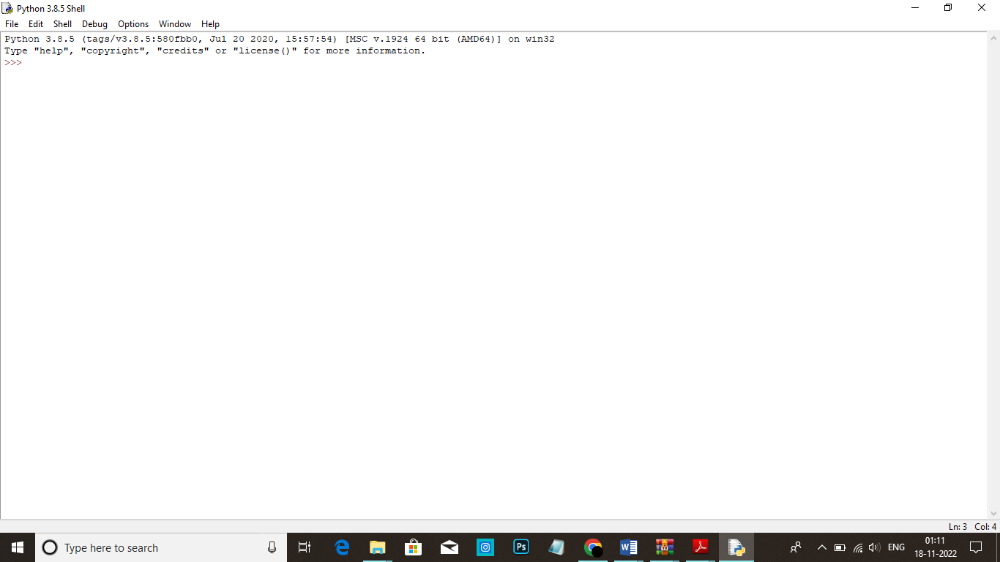 Python 3.8.5 Shell
File Edit Shell Debug Options Window Help
Python 3.8.5 (tags/v3.8.5:580fbb0, Jul 20 2020, 15:57:54) [MSC v.1924 64 bit (AMD64)] on win32
Type "help", "copyright", "credits" or "license()" for more information.
>>>
Ln: 3 Col: 4
Type here to search
Ps
W
ENG
01:11
18-11-2022